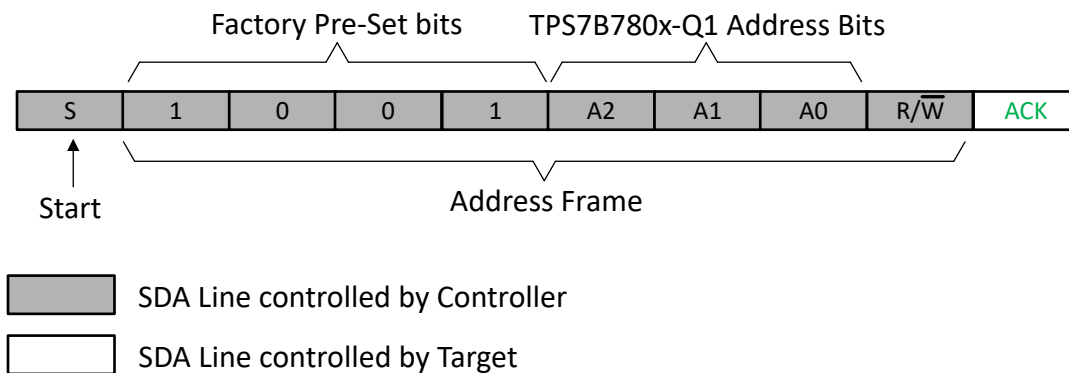 Factory Pre-Set bits TPS7B780x-Q1 Address Bits
S 1 0 0 1 A2 A1 A0 R/W̅ ACK
Start
Address Frame
SDA Line controlled by Controller
SDA Line controlled by Target